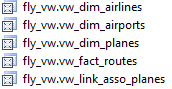 fly_vw.vw_dim_airlines
fly_vw.vw_dim_airports
fly_vw.vw_dim_planes
fly_vw.vw_fact_routes
fly_vw.vw_link_asso_planes